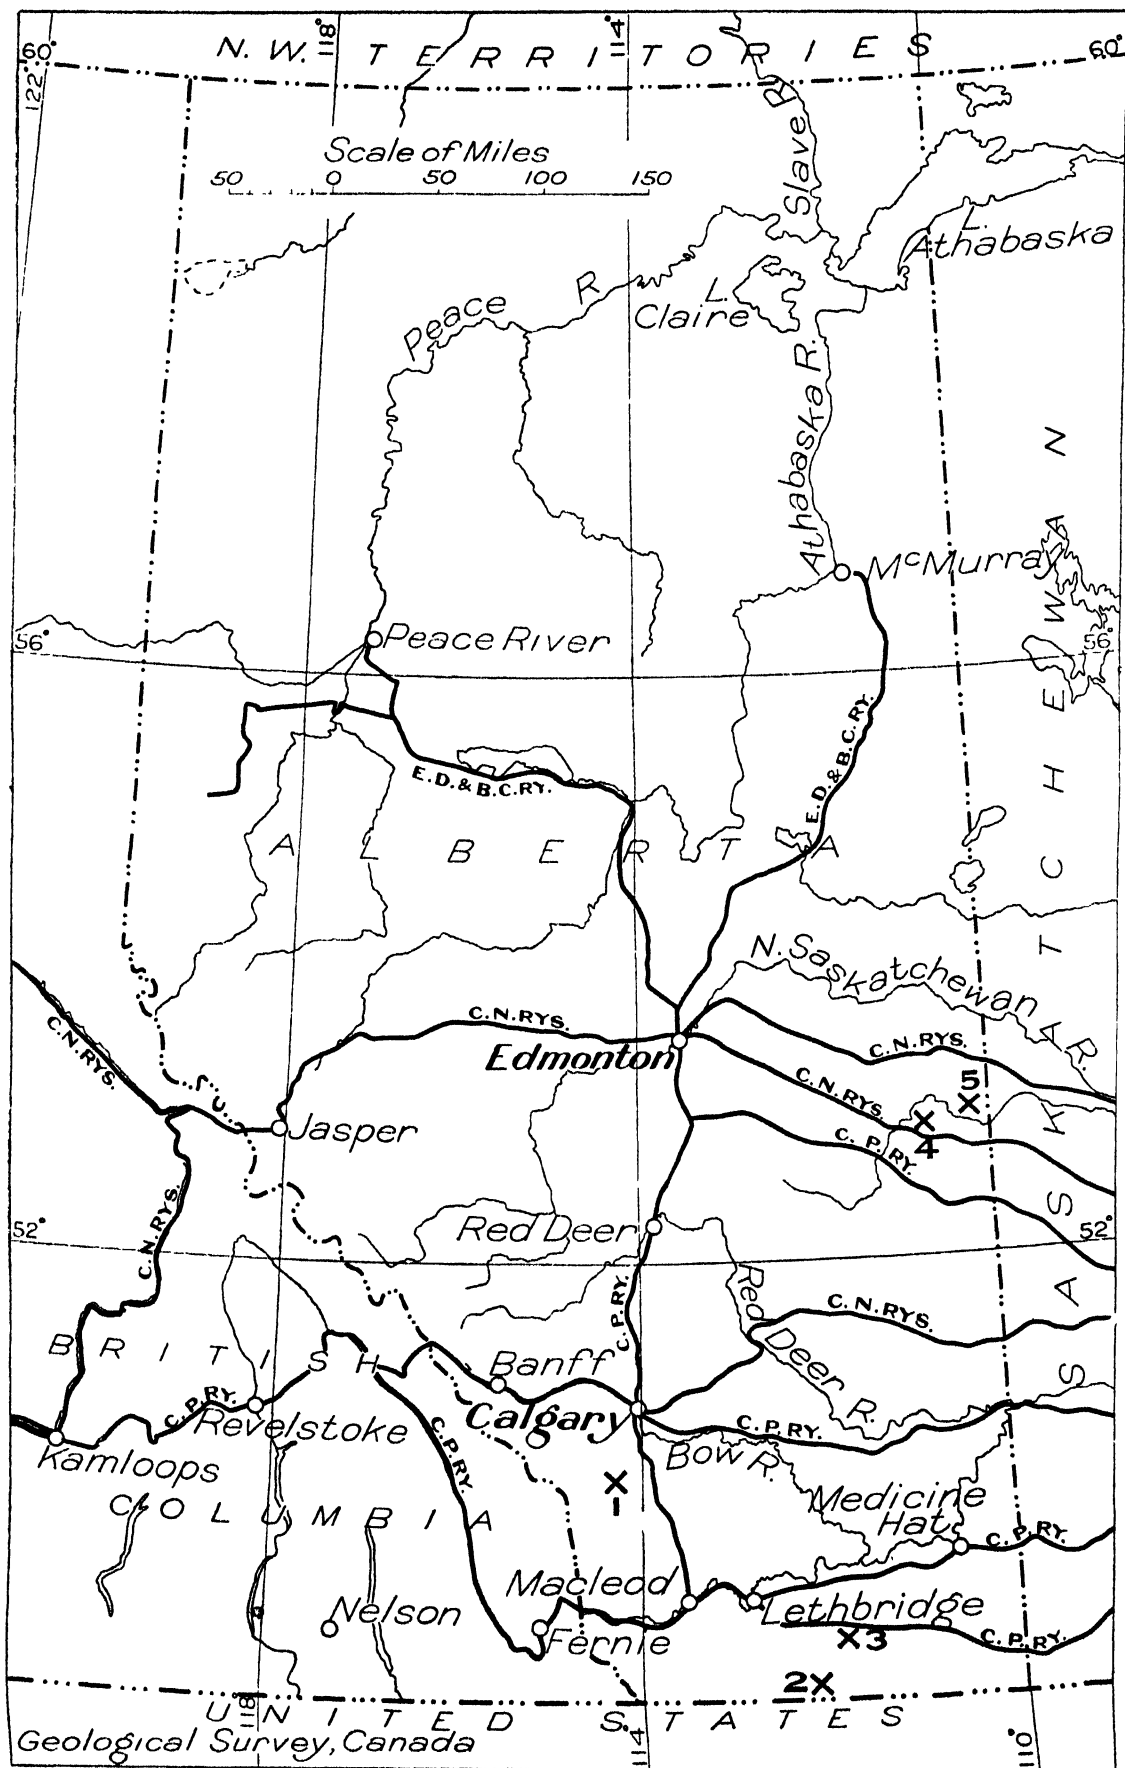 60°
122°
N.W. TERRITORIES
118°
114°
60°
Scale of Miles
50 0 50 100 150
Slave R.
L. Athabaska
Peace R.
L. Claire
Athabaska R.
McMurray
56°
Peace River
56°
E.D.&B.C.RY.
E.D.&B.C.RY.
ALBERTA
SASKATCHEWAN
N. Saskatchewan R.
C.N.RYS.
C.N.RYS.
C.N.RYS.
Edmonton
C.N.RYS.
5
4
Jasper
C.P.RY.
C.N.RYS.
Red Deer
52°
52°
C.P.RY.
Red Deer R.
C.N.RYS.
BRITISH
Banff
C.P.RY.
Revelstoke
Calgary
C.P.RY.
C.P.RY.
Kamloops
Bow R.
1
COLUMBIA
Medicine
Hat
C.P.RY.
Macleod
Lethbridge
Nelson
Fernie
3
C.P.RY.
2
118°
UNITED STATES
114°
110°
Geological Survey, Canada